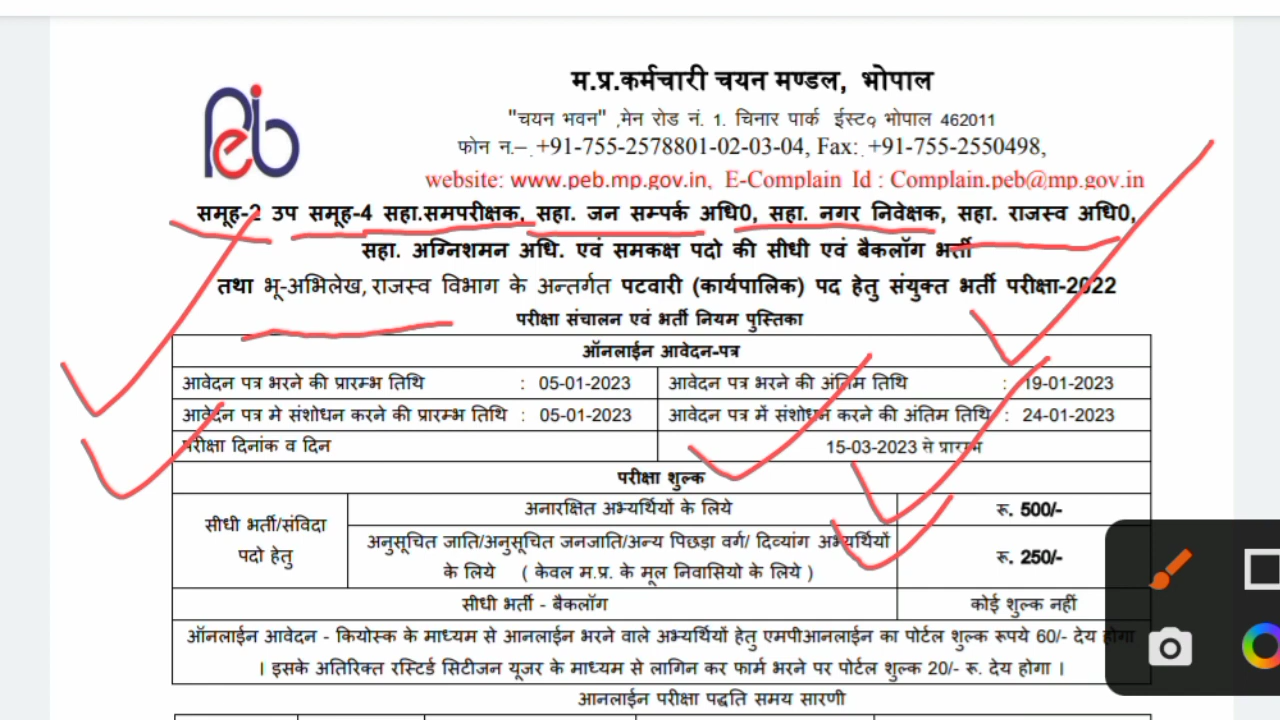 Peb
म.प्र.कर्मचारी चयन मण्डल, भोपाल
"चयन भवन" ,मेन रोड नं. 1. चिनार पार्क ईस्ट० भोपाल 462011
फोन न.–. +91-755-2578801-02-03-04, Fax: +91-755-2550498,
website: www.peb.mp.gov.in, E-Complain Id : Complain.peb@mp.gov.in
समूह-2 उप समूह-4 सहा.समपरीक्षक, सहा. जन सम्पर्क अधि0, सहा. नगर निवेक्षक, सहा. राजस्व अधि0,
सहा. अग्निशमन अधि. एवं समकक्ष पदो की सीधी एवं बैकलॉग भर्ती
तथा भू-अभिलेख, राजस्व विभाग के अन्तर्गत पटवारी (कार्यपालिक) पद हेतु संयुक्त भर्ती परीक्षा-2022
परीक्षा संचालन एवं भर्ती नियम पुस्तिका
ऑनलाईन आवेदन-पत्र
आवेदन पत्र भरने की प्रारम्भ तिथि : 05-01-2023 आवेदन पत्र भरने की अंतिम तिथि : 19-01-2023
आवेदन पत्र मे संशोधन करने की प्रारम्भ तिथि : 05-01-2023 आवेदन पत्र में संशोधन करने की अंतिम तिथि : 24-01-2023
परीक्षा दिनांक व दिन 15-03-2023 से प्रारम्भ
परीक्षा शुल्क
सीधी भर्ती/संविदा पदो हेतु
अनारक्षित अभ्यर्थियों के लिये रू. 500/-
अनुसूचित जाति/अनुसूचित जनजाति/अन्य पिछड़ा वर्ग/ दिव्यांग अभ्यर्थियों
के लिये ( केवल म.प्र. के मूल निवासियो के लिये ) रू. 250/-
सीधी भर्ती - बैकलॉग कोई शुल्क नहीं
ऑनलाईन आवेदन - कियोस्क के माध्यम से आनलाईन भरने वाले अभ्यर्थियों हेतु एमपीआनलाईन का पोर्टल शुल्क रूपये 60/- देय होगा
। इसके अतिरिक्त रस्टिर्ड सिटीजन यूजर के माध्यम से लागिन कर फार्म भरने पर पोर्टल शुल्क 20/- रू. देय होगा ।
आनलाईन परीक्षा पद्धति समय सारणी